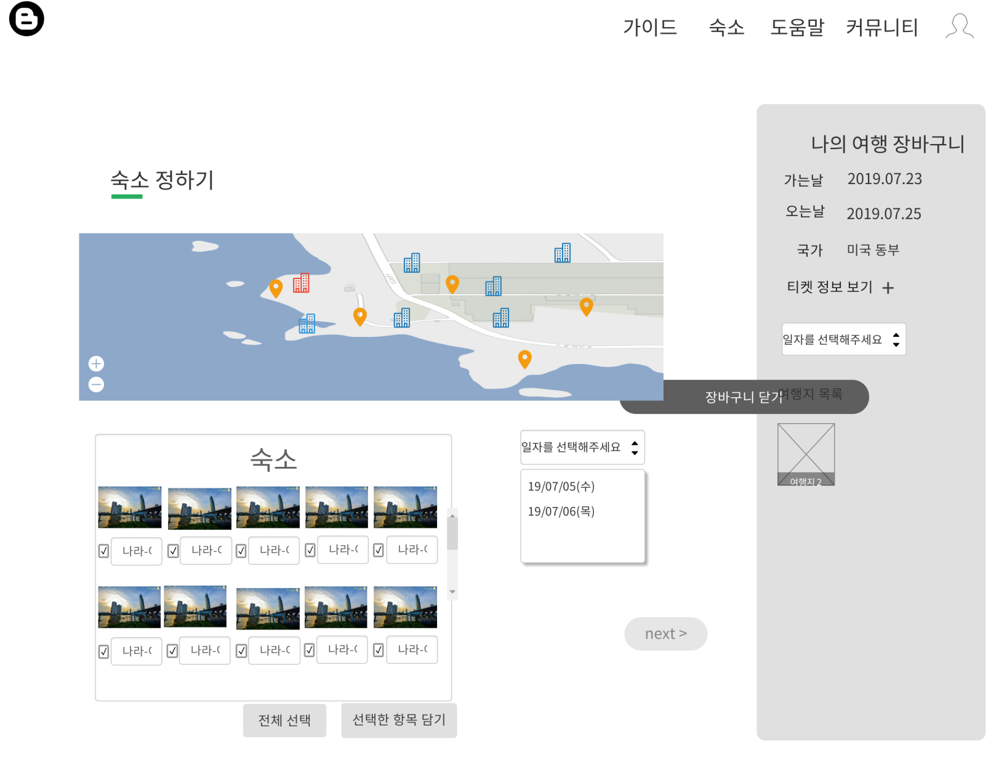 가이드 숙소 도움말 커뮤니티
나의 여행 장바구니
가는날 2019.07.23
오는날 2019.07.25
국가 미국 동부
티켓 정보 보기 +
일자를 선택해주세요
장바구니 닫기
여행지 목록
여행지 2
숙소 정하기
숙소
나라-
나라-
나라-
나라-
나라-
나라-
나라-
나라-
나라-
나라-
전체 선택
선택한 항목 담기
일자를 선택해주세요
19/07/05(수)
19/07/06(목)
next >